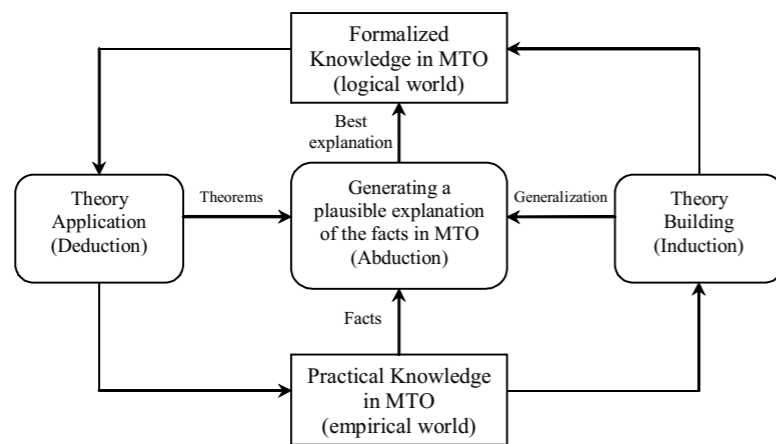 Formalized
Knowledge in MTO
(logical world)
Best
explanation
Theory
Application
(Deduction)
Theorems
Generating a
plausible explanation
of the facts in MTO
(Abduction)
Generalization
Theory
Building
(Induction)
Facts
Practical Knowledge
in MTO
(empirical world)